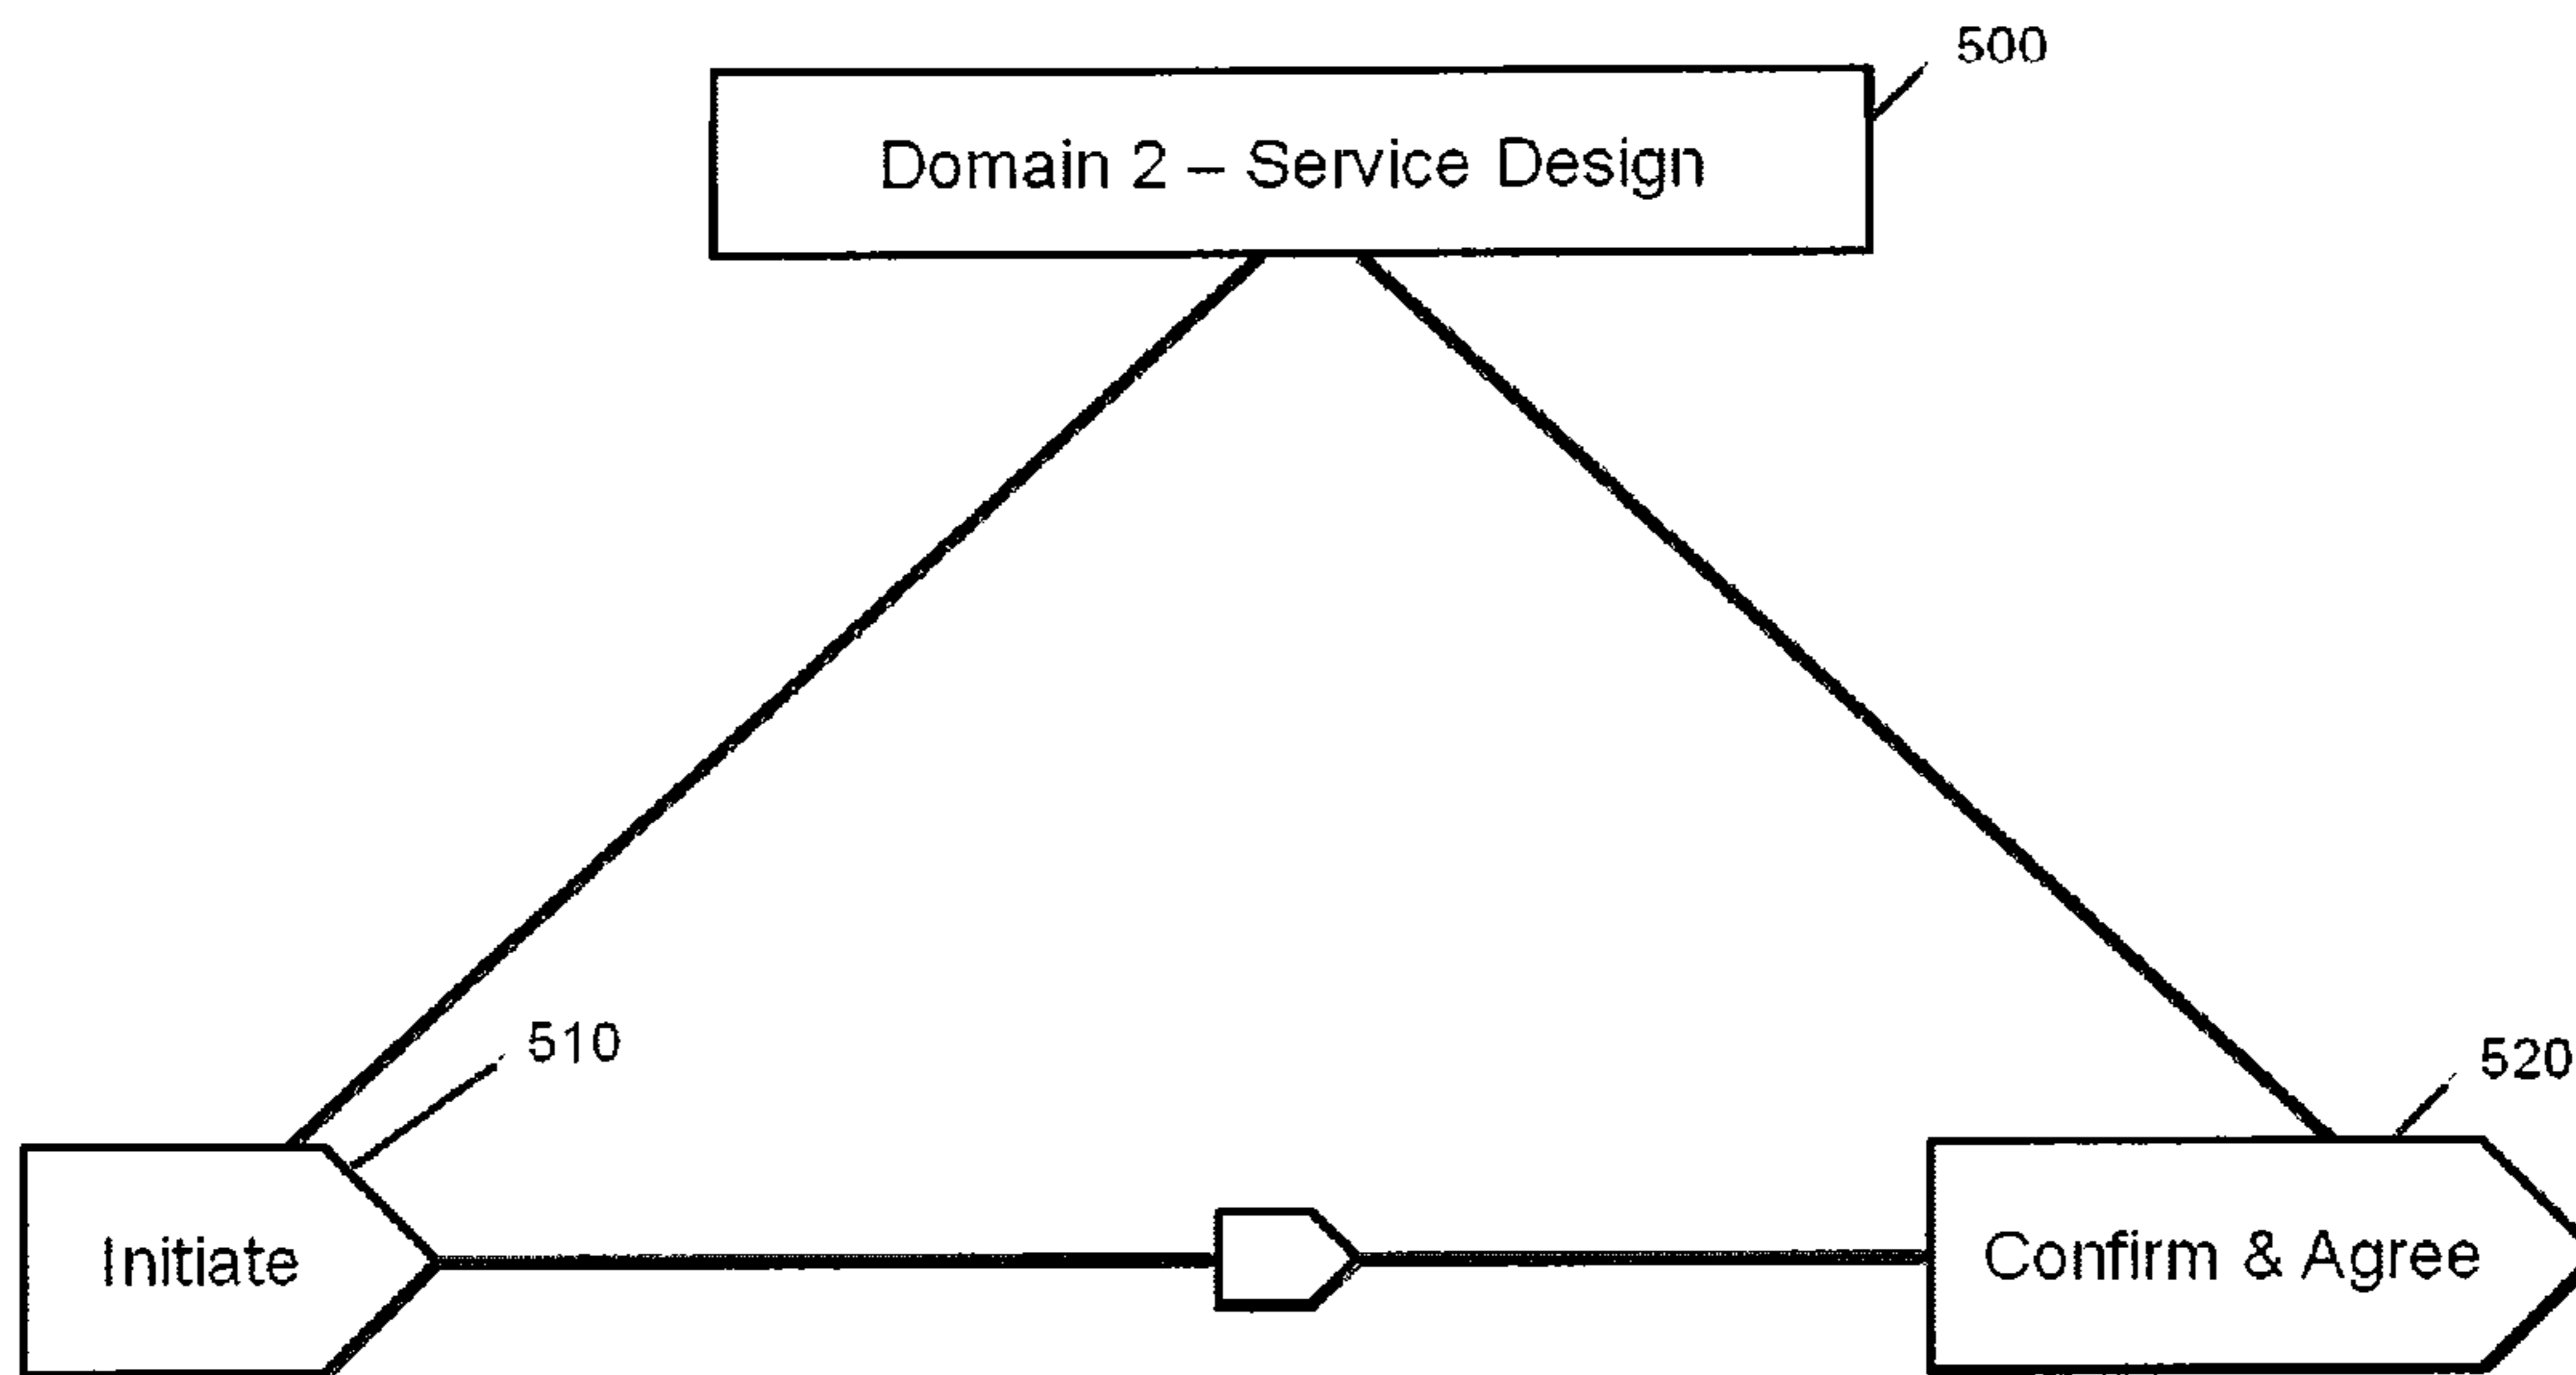 500
Domain 2 – Service Design
510
520
Initiate
Confirm & Agree